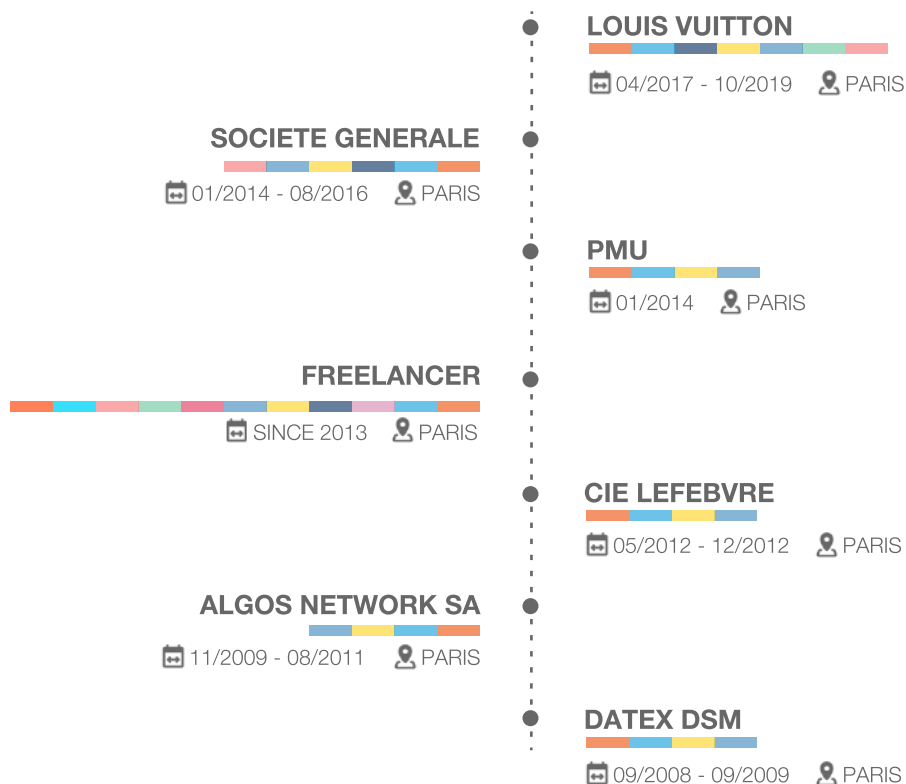 LOUIS VUITTON
04/2017 - 10/2019 PARIS
SOCIETE GENERALE
01/2014 - 08/2016 PARIS
PMU
01/2014 PARIS
FREELANCER
SINCE 2013 PARIS
CIE LEFEBVRE
05/2012 - 12/2012 PARIS
ALGOS NETWORK SA
11/2009 - 08/2011 PARIS
DATEX DSM
09/2008 - 09/2009 PARIS